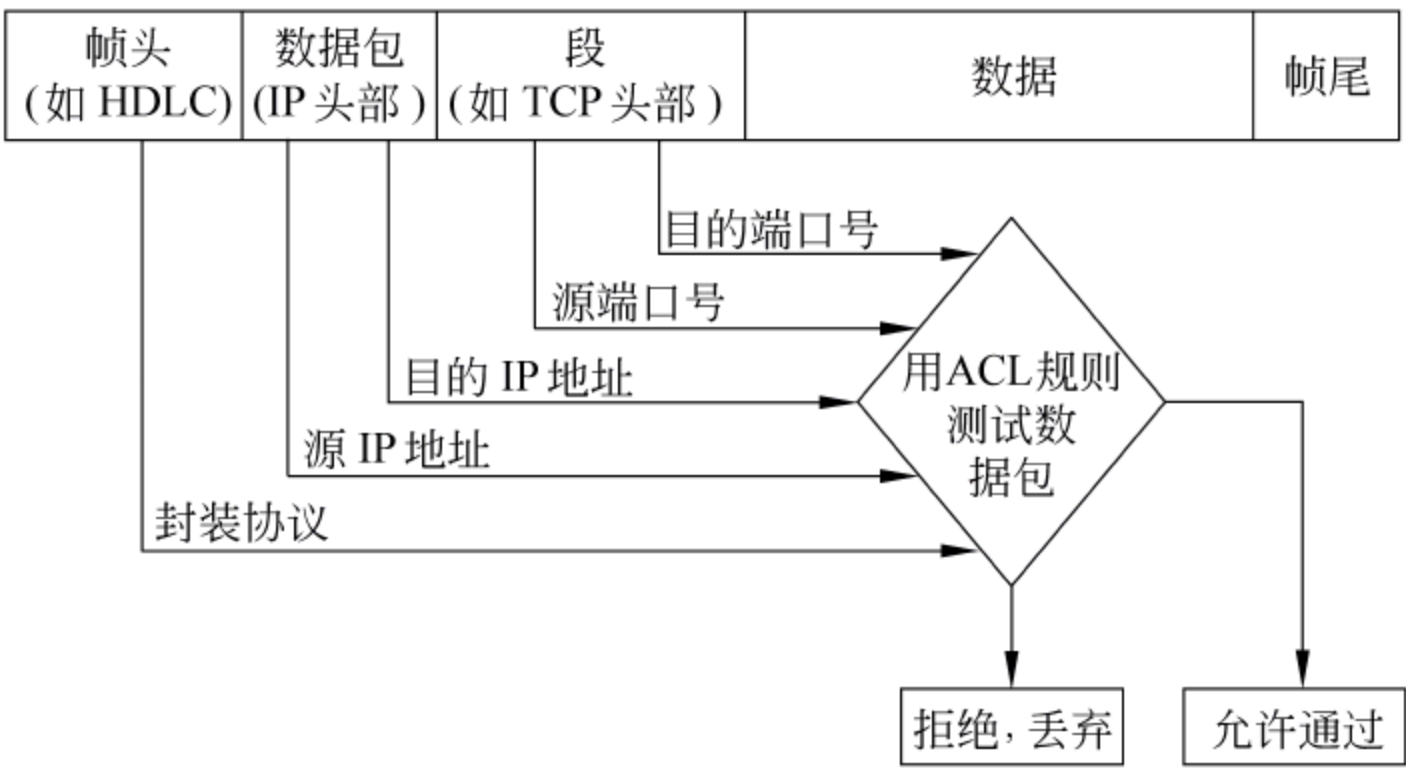 帧头
(如 HDLC)
数据包
(IP 头部)
段
(如 TCP 头部)
数据
帧尾
目的端口号
源端口号
目的 IP 地址
源 IP 地址
封装协议
用ACL规则
测试数
据包
拒绝，丢弃
允许通过